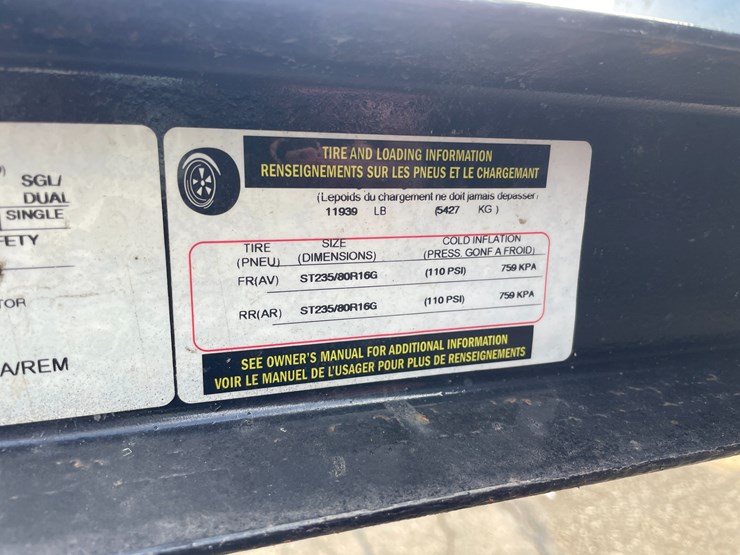 SGL/
DUAL
SINGLE
FETY
TOR
A/REM
TIRE AND LOADING INFORMATION
RENSEIGNEMENTS SUR LES PNEUS ET LE CHARGEMANT
(Lepoids du chargement ne doit jamais depasser)
11939 LB (5427 KG )
TIRE SIZE COLD INFLATION
(PNEU) (DIMENSIONS) (PRESS. GONF A FROID)
FR(AV) ST235/80R16G (110 PSI) 759 KPA
RR(AR) ST235/80R16G (110 PSI) 759 KPA
SEE OWNER'S MANUAL FOR ADDITIONAL INFORMATION
VOIR LE MANUEL DE L'USAGER POUR PLUS DE RENSEIGNEMENTS